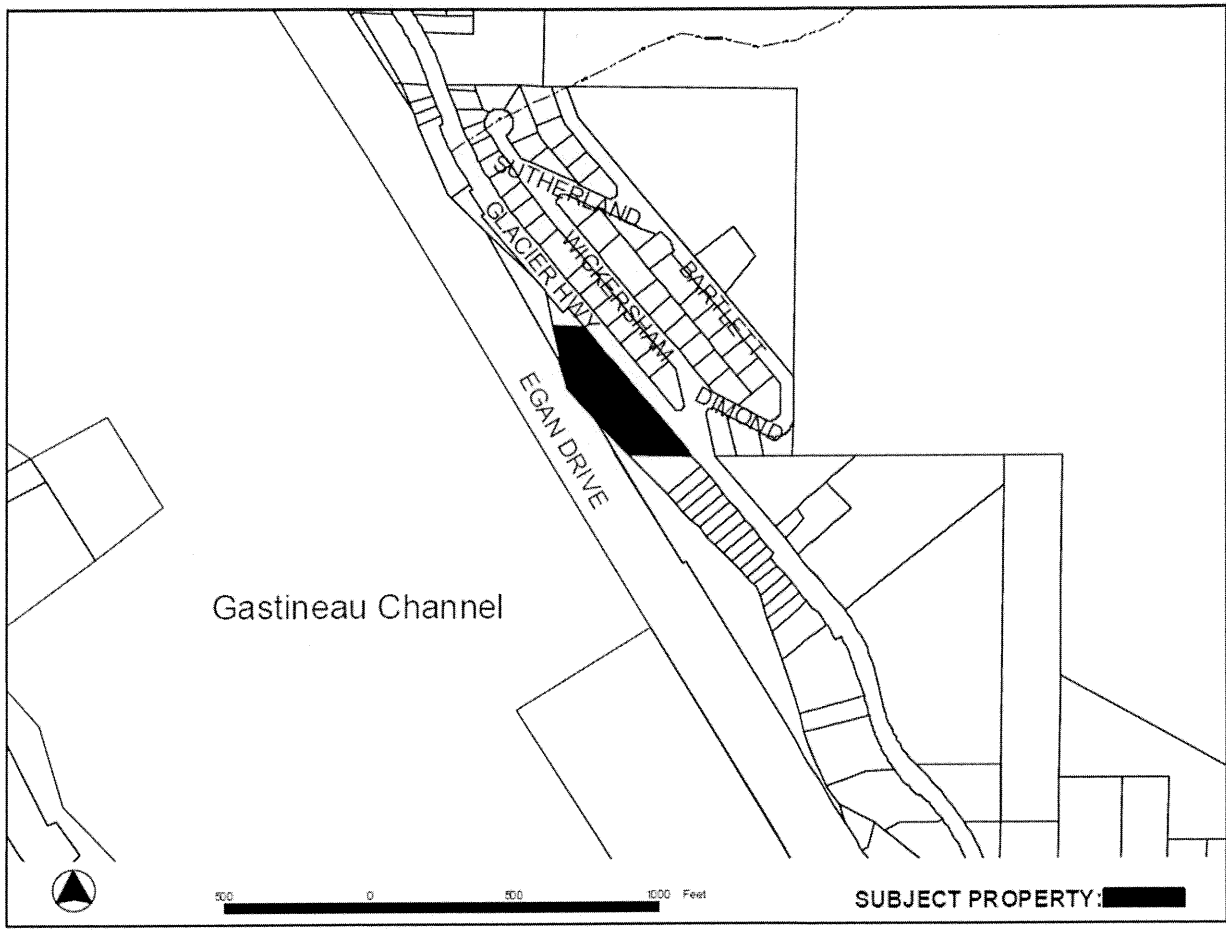 SUTHERLAND
GLACIER HWY
WICKERSHAM
BARTLETT
EGAN DRIVE
DIMOND
Gastineau Channel
500 0 500 1000 Feet
SUBJECT PROPERTY: